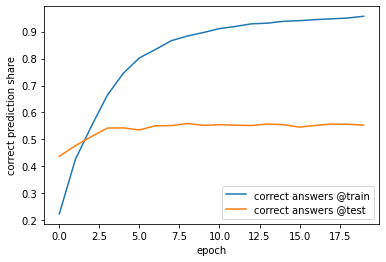 correct prediction share
0.9
0.8
0.7
0.6
0.5
0.4
0.3
0.2
correct answers @train
correct answers @test
0.0 2.5 5.0 7.5 10.0 12.5 15.0 17.5
epoch